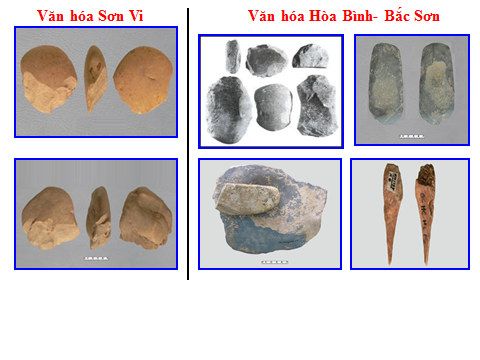 Văn hóa Sơn Vi
Văn hóa Hòa Bình- Bắc Sơn